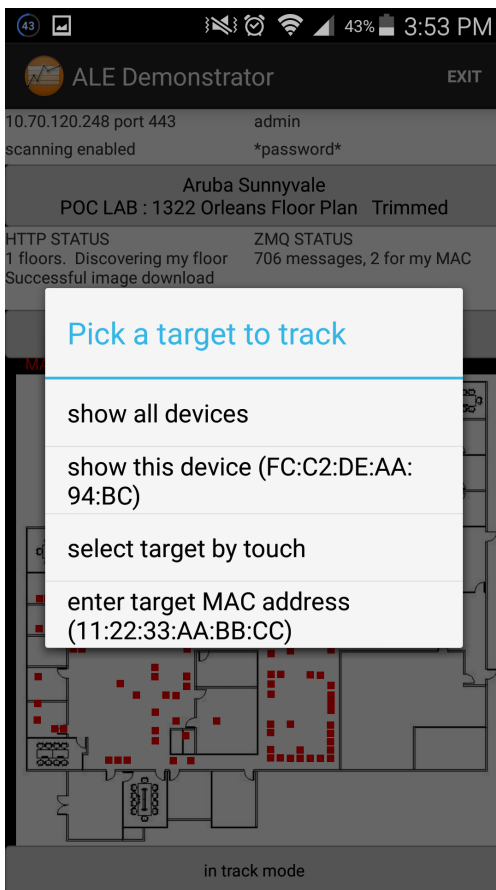 43
43%
3:53 PM
ALE Demonstrator
EXIT
10.70.120.248 port 443
admin
scanning enabled
*password*
Aruba Sunnyvale
POC LAB : 1322 Orleans Floor Plan Trimmed
HTTP STATUS
ZMQ STATUS
1 floors. Discovering my floor
706 messages, 2 for my MAC
Successful image download
Pick a target to track
show all devices
show this device (FC:C2:DE:AA:
94:BC)
select target by touch
enter target MAC address
(11:22:33:AA:BB:CC)
in track mode